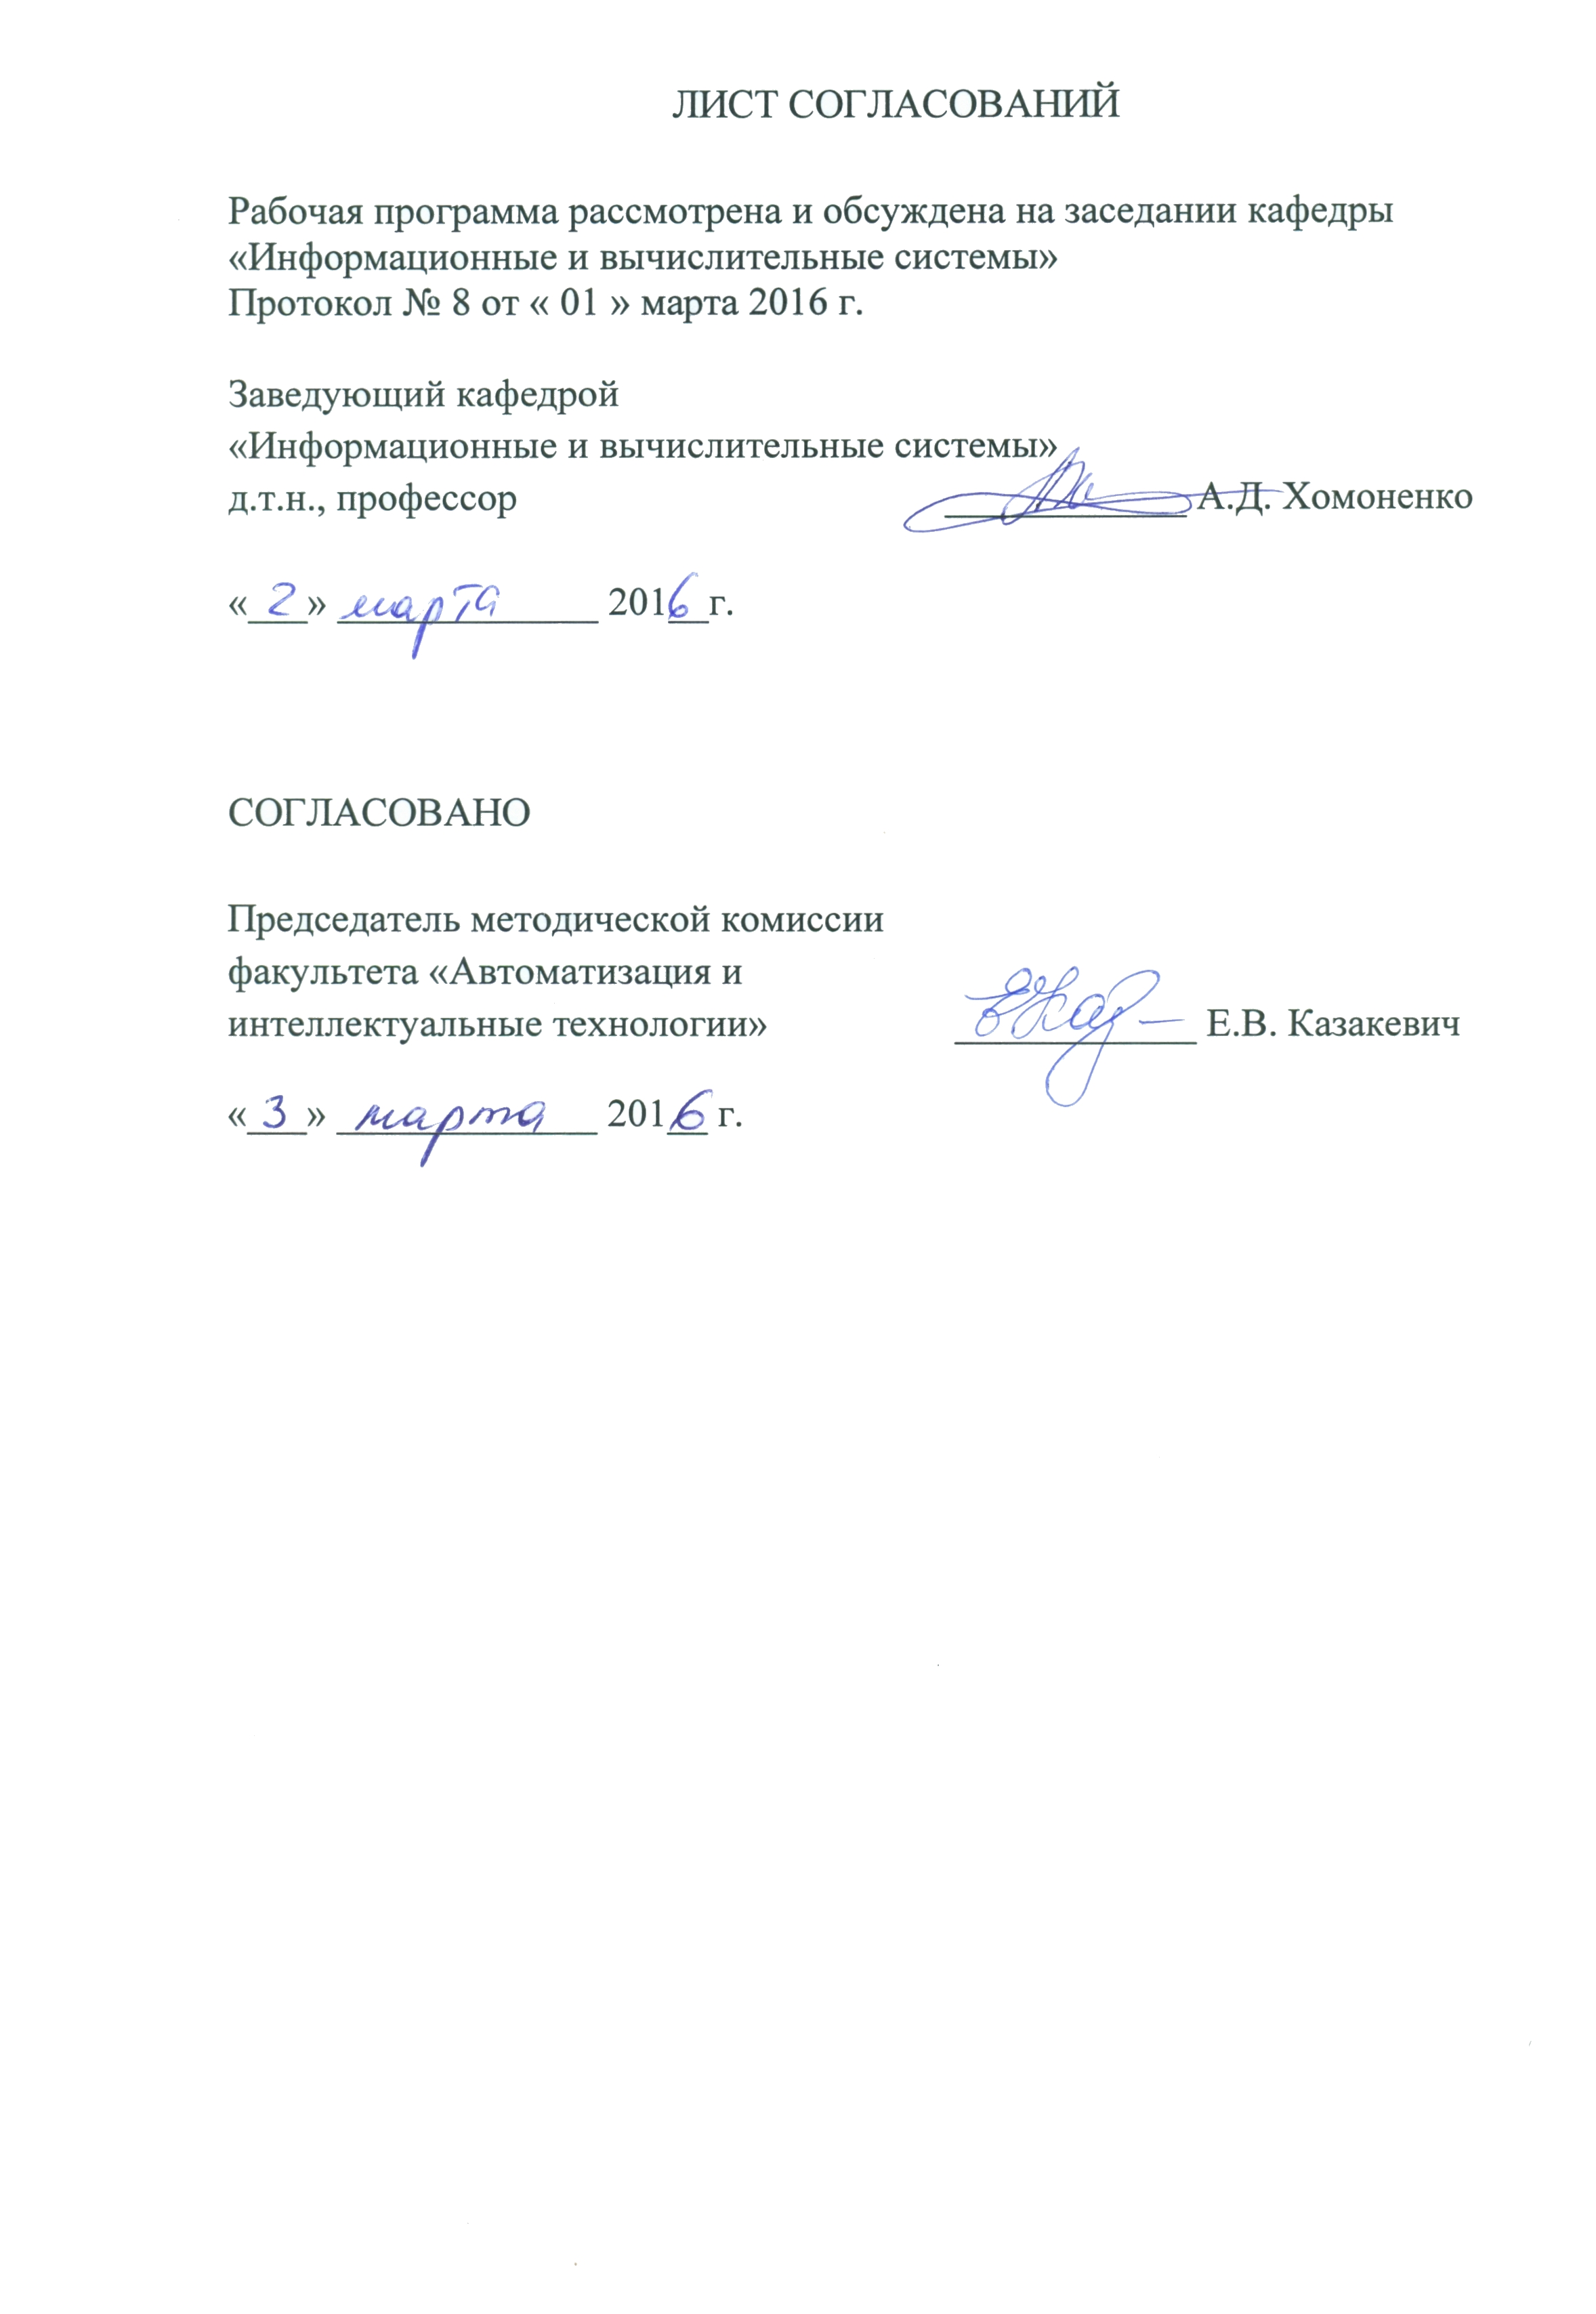 ЛИСТ СОГЛАСОВАНИЙ
Рабочая программа рассмотрена и обсуждена на заседании кафедры
«Информационные и вычислительные системы»
Протокол № 8 от « 01 » марта 2016 г.
Заведующий кафедрой
«Информационные и вычислительные системы»
д.т.н., профессор А.Д. Хомоненко
« 2 » марта 2016 г.
СОГЛАСОВАНО
Председатель методической комиссии
факультета «Автоматизация и
интеллектуальные технологии» Е.В. Казакевич
« 3 » марта 2016 г.